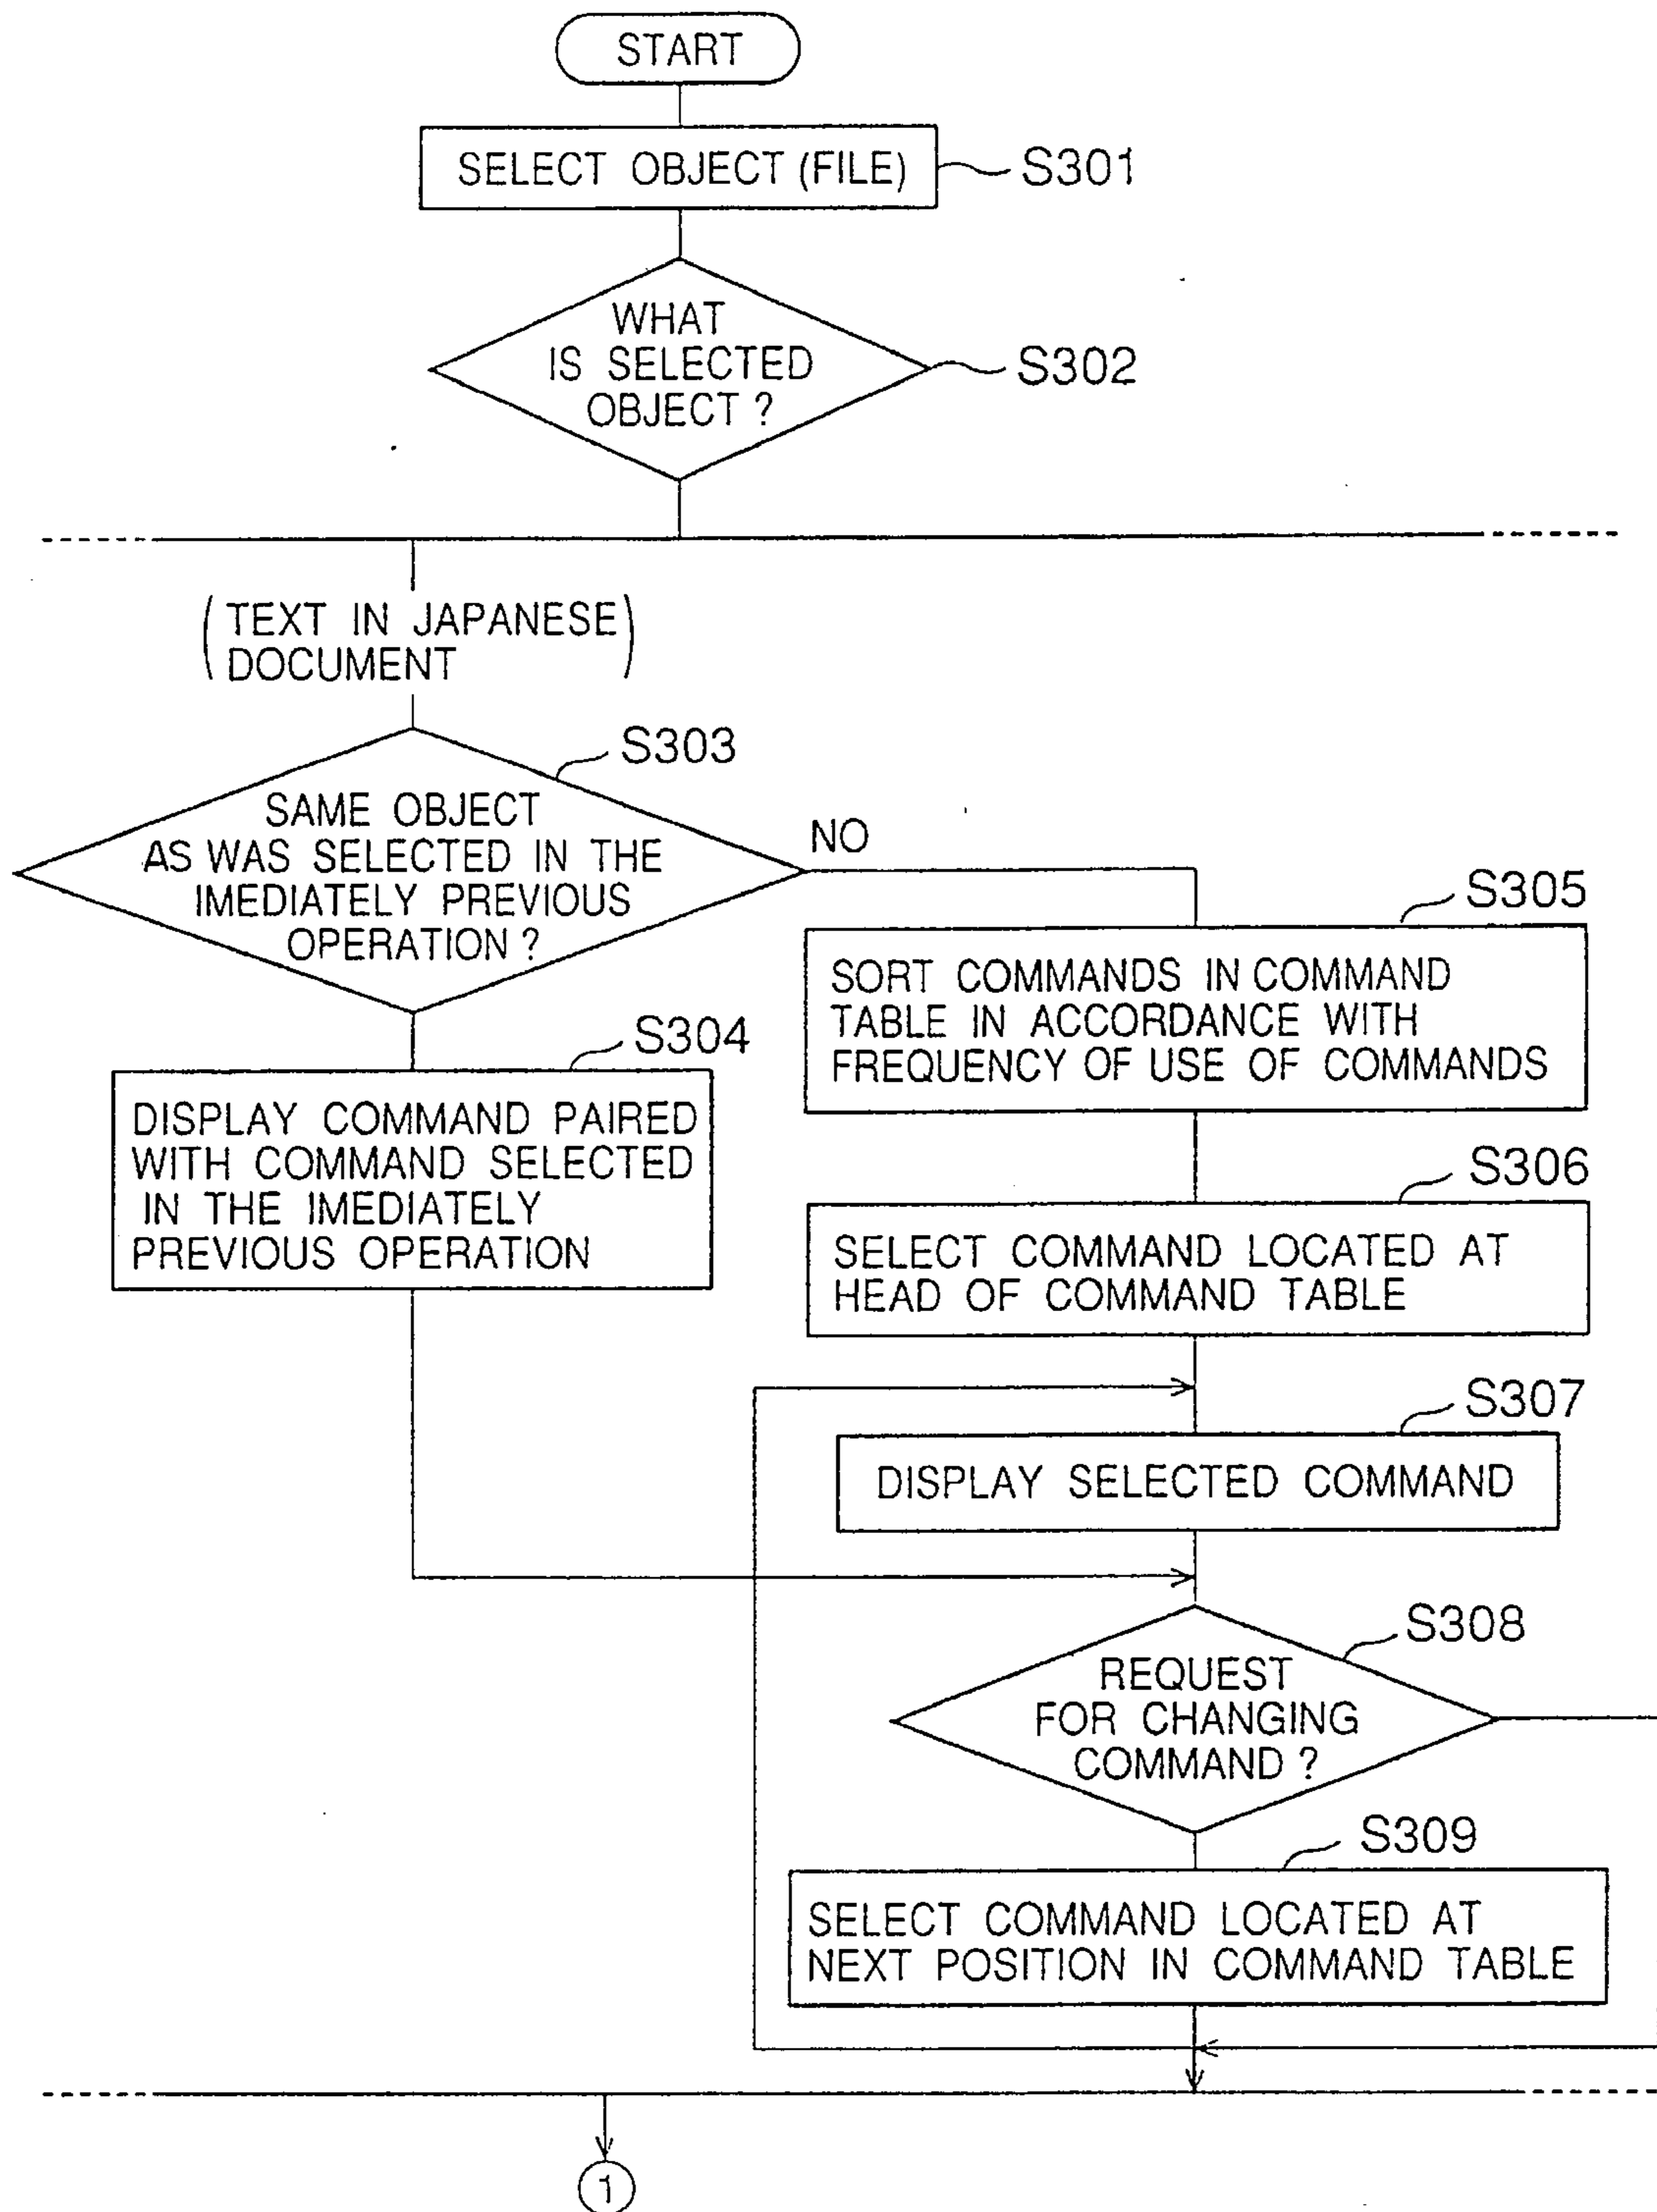 START
SELECT OBJECT (FILE)
S301
WHAT
IS SELECTED
OBJECT ?
S302
(TEXT IN JAPANESE
DOCUMENT)
S303
SAME OBJECT
AS WAS SELECTED IN THE
IMEDIATELY PREVIOUS
OPERATION ?
NO
S304
DISPLAY COMMAND PAIRED
WITH COMMAND SELECTED
IN THE IMEDIATELY
PREVIOUS OPERATION
S305
SORT COMMANDS IN COMMAND
TABLE IN ACCORDANCE WITH
FREQUENCY OF USE OF COMMANDS
S306
SELECT COMMAND LOCATED AT
HEAD OF COMMAND TABLE
S307
DISPLAY SELECTED COMMAND
S308
REQUEST
FOR CHANGING
COMMAND ?
S309
SELECT COMMAND LOCATED AT
NEXT POSITION IN COMMAND TABLE
1